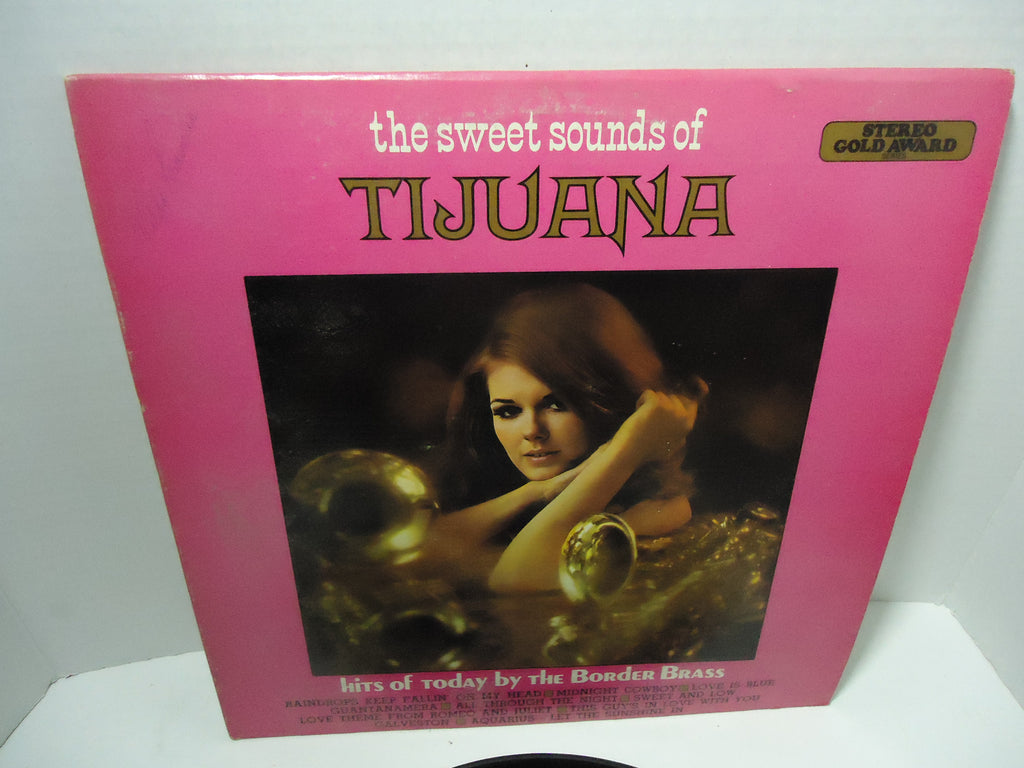 the sweet sounds of
TIJUANA
STEREO
GOLD AWARD
SERIES
hits of today by the Border Brass
RAINDROPS KEEP FALLIN' ON MY HEAD MIDNIGHT COWBOY LOVE IS BLUE
GUANTANAMERA ALL THROUGH THE NIGHT SWEET AND LOW
LOVE THEME FROM ROMEO AND JULIET THIS GUY'S IN LOVE WITH YOU
GALVESTON AQUARIUS - LET THE SUNSHINE IN